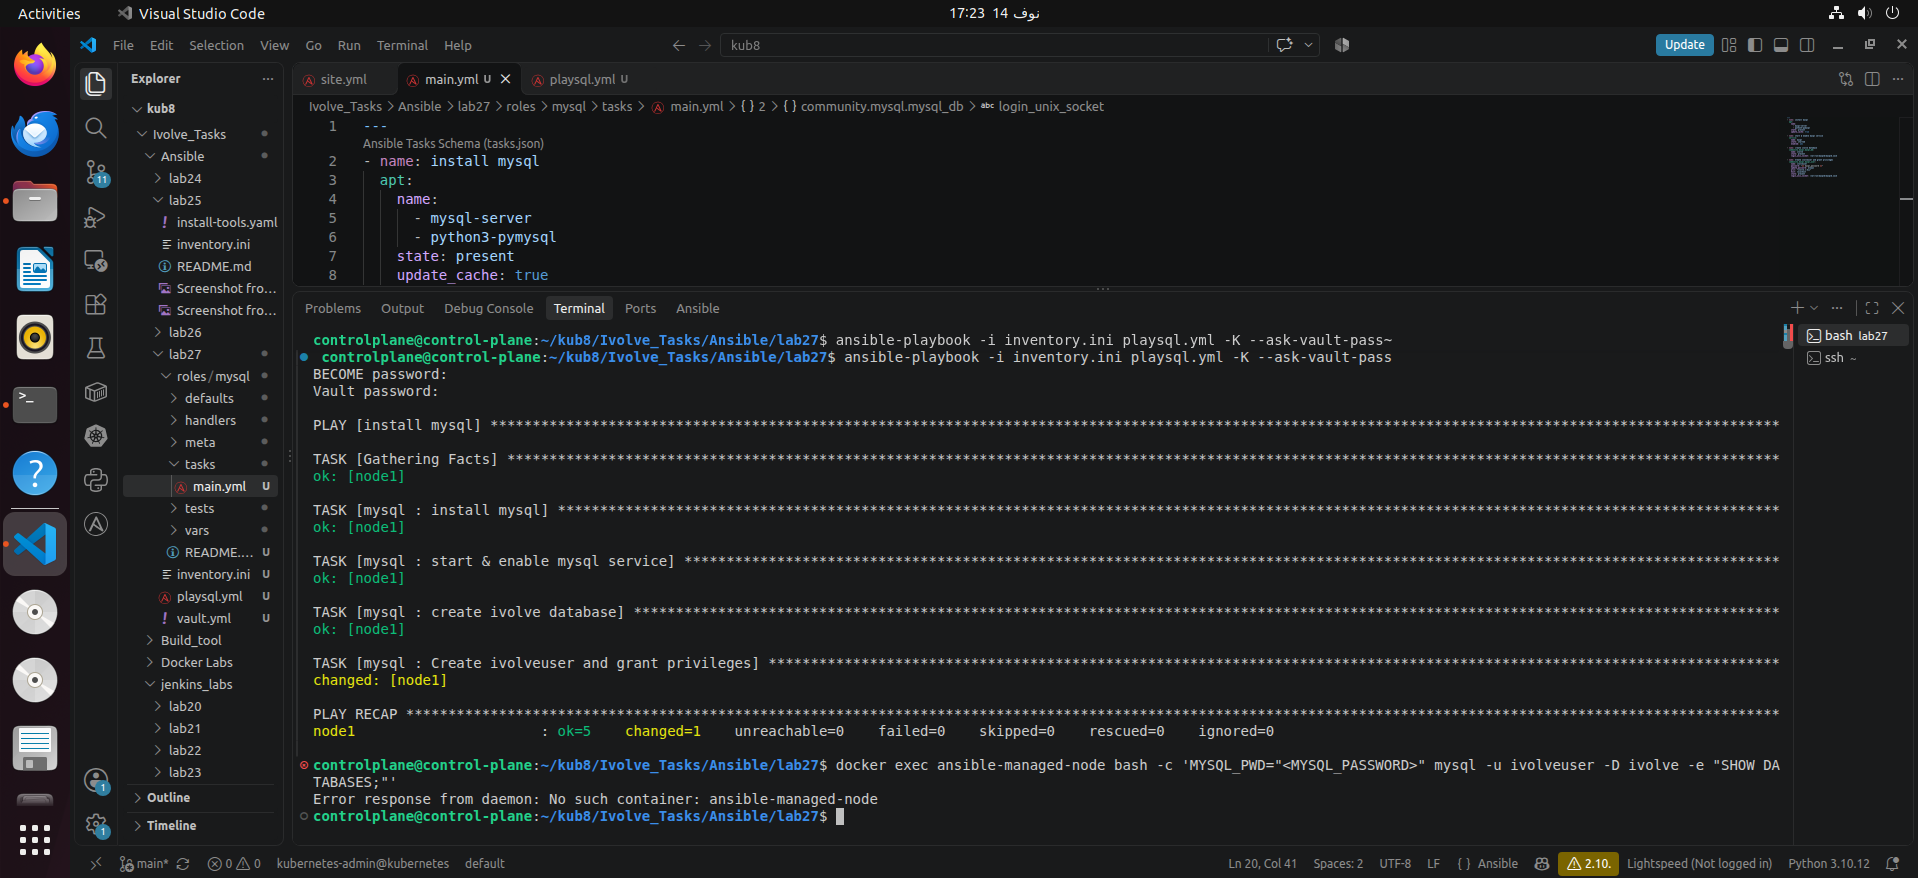 Activities
Visual Studio Code
17:23 14 نوف
File Edit Selection View Go Run Terminal Help
kub8
Update
Explorer
kub8
Ivolve_Tasks
Ansible
lab24
lab25
install-tools.yaml
inventory.ini
README.md
Screenshot fro...
Screenshot fro...
lab26
lab27
roles/mysql
defaults
handlers
meta
tasks
main.yml U
tests
vars
README.... U
inventory.ini U
playsql.yml U
vault.yml U
Build_tool
Docker Labs
jenkins_labs
lab20
lab21
lab22
lab23
Outline
Timeline
11
1
1
site.yml
main.yml U
playsql.yml U
Ivolve_Tasks > Ansible > lab27 > roles > mysql > tasks > main.yml > { } 2 > { } community.mysql.mysql_db > abc login_unix_socket
1 ---
Ansible Tasks Schema (tasks.json)
2 - name: install mysql
3 apt:
4 name:
5 - mysql-server
6 - python3-pymysql
7 state: present
8 update_cache: true
Problems Output Debug Console Terminal Ports Ansible
bash lab27
ssh ~
controlplane@control-plane:~/kub8/Ivolve_Tasks/Ansible/lab27$ ansible-playbook -i inventory.ini playsql.yml -K --ask-vault-pass~
controlplane@control-plane:~/kub8/Ivolve_Tasks/Ansible/lab27$ ansible-playbook -i inventory.ini playsql.yml -K --ask-vault-pass
BECOME password:
Vault password:
PLAY [install mysql] ****
TASK [Gathering Facts] ****
ok: [node1]
TASK [mysql : install mysql] ****
ok: [node1]
TASK [mysql : start & enable mysql service] ****
ok: [node1]
TASK [mysql : create ivolve database] ****
ok: [node1]
TASK [mysql : Create ivolveuser and grant privileges] ****
changed: [node1]
PLAY RECAP ****
node1 : ok=5 changed=1 unreachable=0 failed=0 skipped=0 rescued=0 ignored=0
controlplane@control-plane:~/kub8/Ivolve_Tasks/Ansible/lab27$ docker exec ansible-managed-node bash -c 'MYSQL_PWD="<MYSQL_PASSWORD>" mysql -u ivolveuser -D ivolve -e "SHOW DA
TABASES;"'
Error response from daemon: No such container: ansible-managed-node
controlplane@control-plane:~/kub8/Ivolve_Tasks/Ansible/lab27$
main* 0 0 kubernetes-admin@kubernetes default
Ln 20, Col 41 Spaces: 2 UTF-8 LF { } Ansible 2.10. Lightspeed (Not logged in) Python 3.10.12